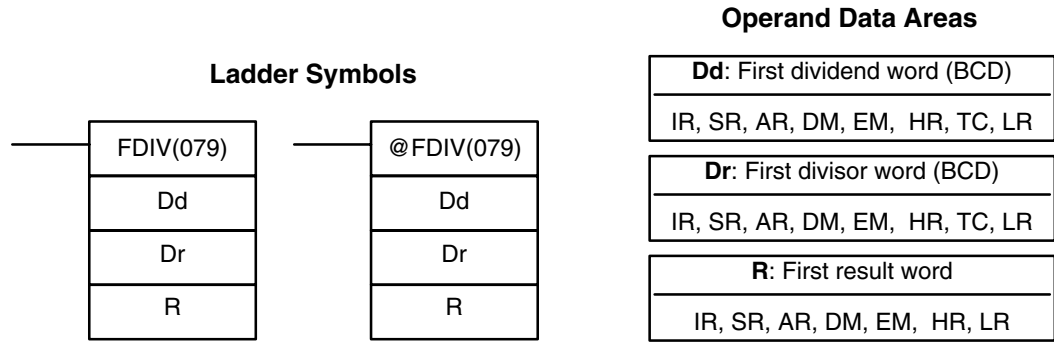 Ladder Symbols
FDIV(079)
Dd
Dr
R
@FDIV(079)
Dd
Dr
R
Operand Data Areas
Dd: First dividend word (BCD)
IR, SR, AR, DM, EM, HR, TC, LR
Dr: First divisor word (BCD)
IR, SR, AR, DM, EM, HR, TC, LR
R: First result word
IR, SR, AR, DM, EM, HR, LR